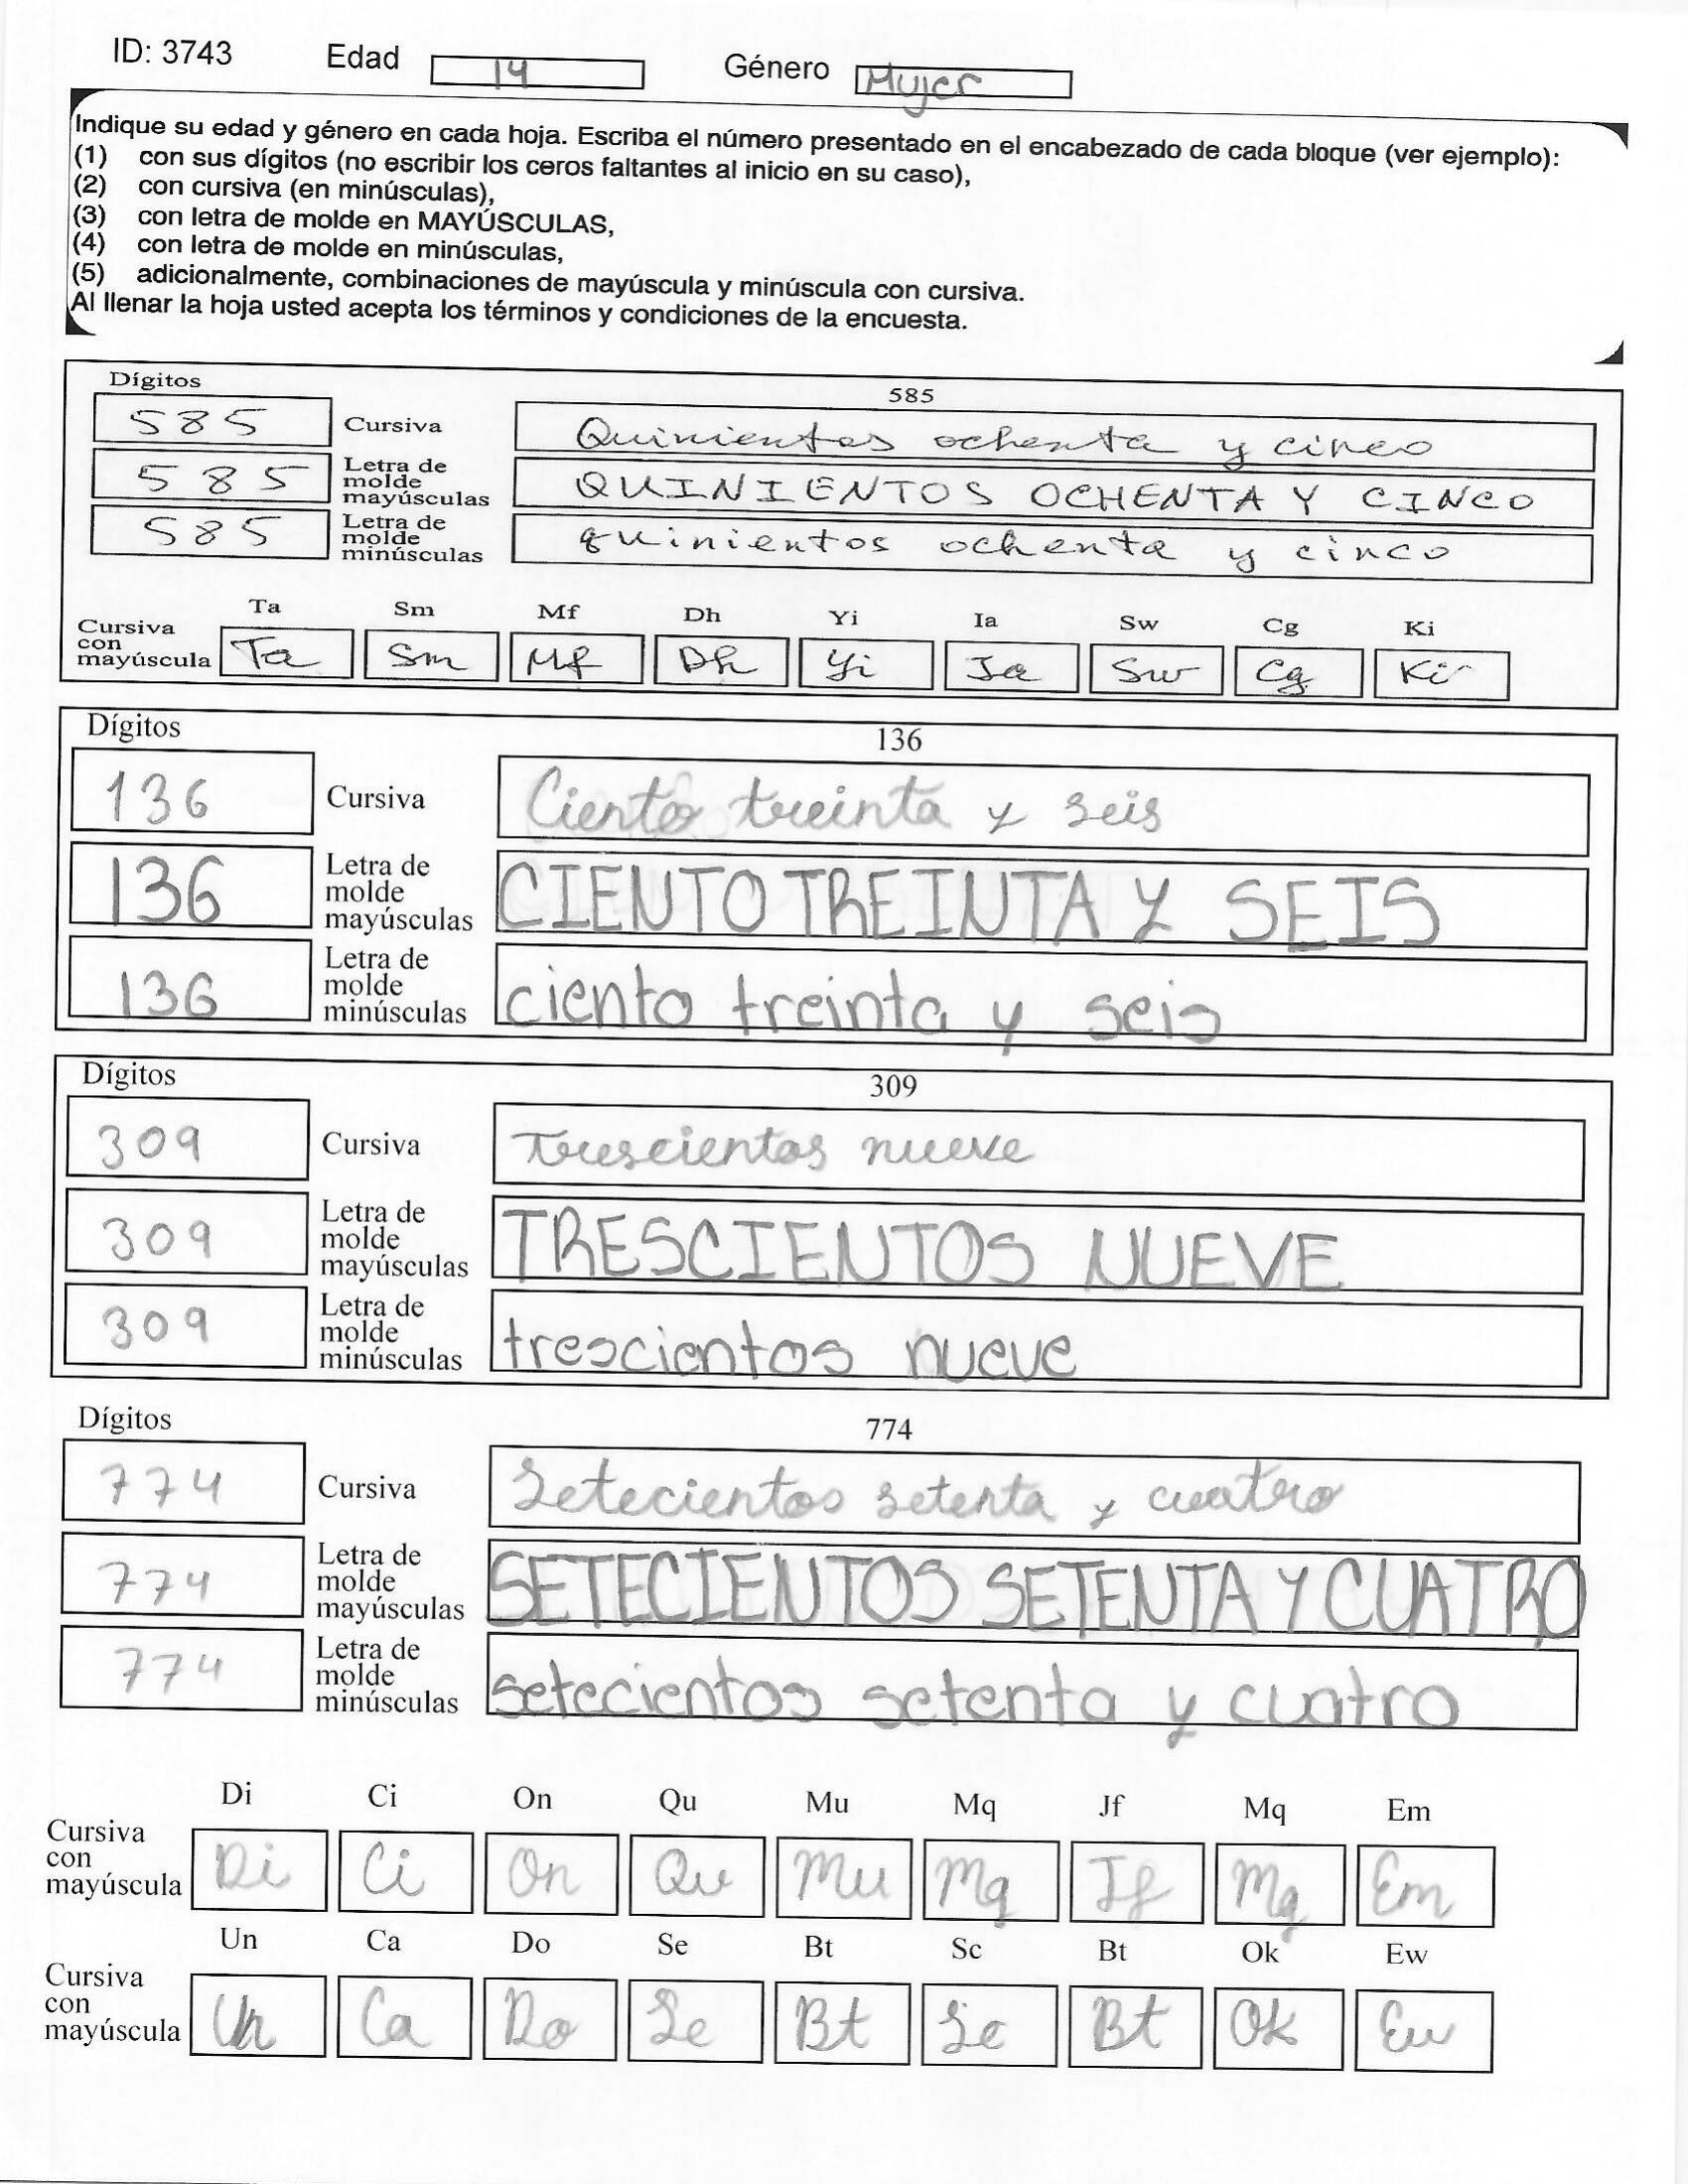 ID: 3743 Edad 14 Género Mujer
Indique su edad y género en cada hoja. Escriba el número presentado en el encabezado de cada bloque (ver ejemplo):
(1) con sus dígitos (no escribir los ceros faltantes al inicio en su caso),
(2) con cursiva (en minúsculas),
(3) con letra de molde en MAYÚSCULAS,
(4) con letra de molde en minúsculas,
(5) adicionalmente, combinaciones de mayúscula y minúscula con cursiva.
Al llenar la hoja usted acepta los términos y condiciones de la encuesta.
Dígitos 585
585 Cursiva Quinientos ochenta y cinco
585 Letra de molde mayúsculas QUINIENTOS OCHENTA Y CINCO
585 Letra de molde minúsculas quinientos ochenta y cinco
Ta Sm Mf Dh Yi Ia Sw Cg Ki
Cursiva con mayúscula Ta Sm Mf Dh Yi Ia Sw Cg Ki
Dígitos 136
136 Cursiva Ciento treinta y seis
136 Letra de molde mayúsculas CIENTO TREINTA Y SEIS
136 Letra de molde minúsculas ciento treinta y seis
Dígitos 309
309 Cursiva Trescientos nueve
309 Letra de molde mayúsculas TRESCIENTOS NUEVE
309 Letra de molde minúsculas trescientos nueve
Dígitos 774
774 Cursiva Setecientos setenta y cuatro
774 Letra de molde mayúsculas SETECIENTOS SETENTA Y CUATRO
774 Letra de molde minúsculas setecientos setenta y cuatro
Di Ci On Qu Mu Mq Jf Mq Em
Cursiva con mayúscula Di Ci On Qu Mu Mq Jf Mq Em
Un Ca Do Se Bt Sc Bt Ok Ew
Cursiva con mayúscula Un Ca Do Se Bt Sc Bt Ok Ew